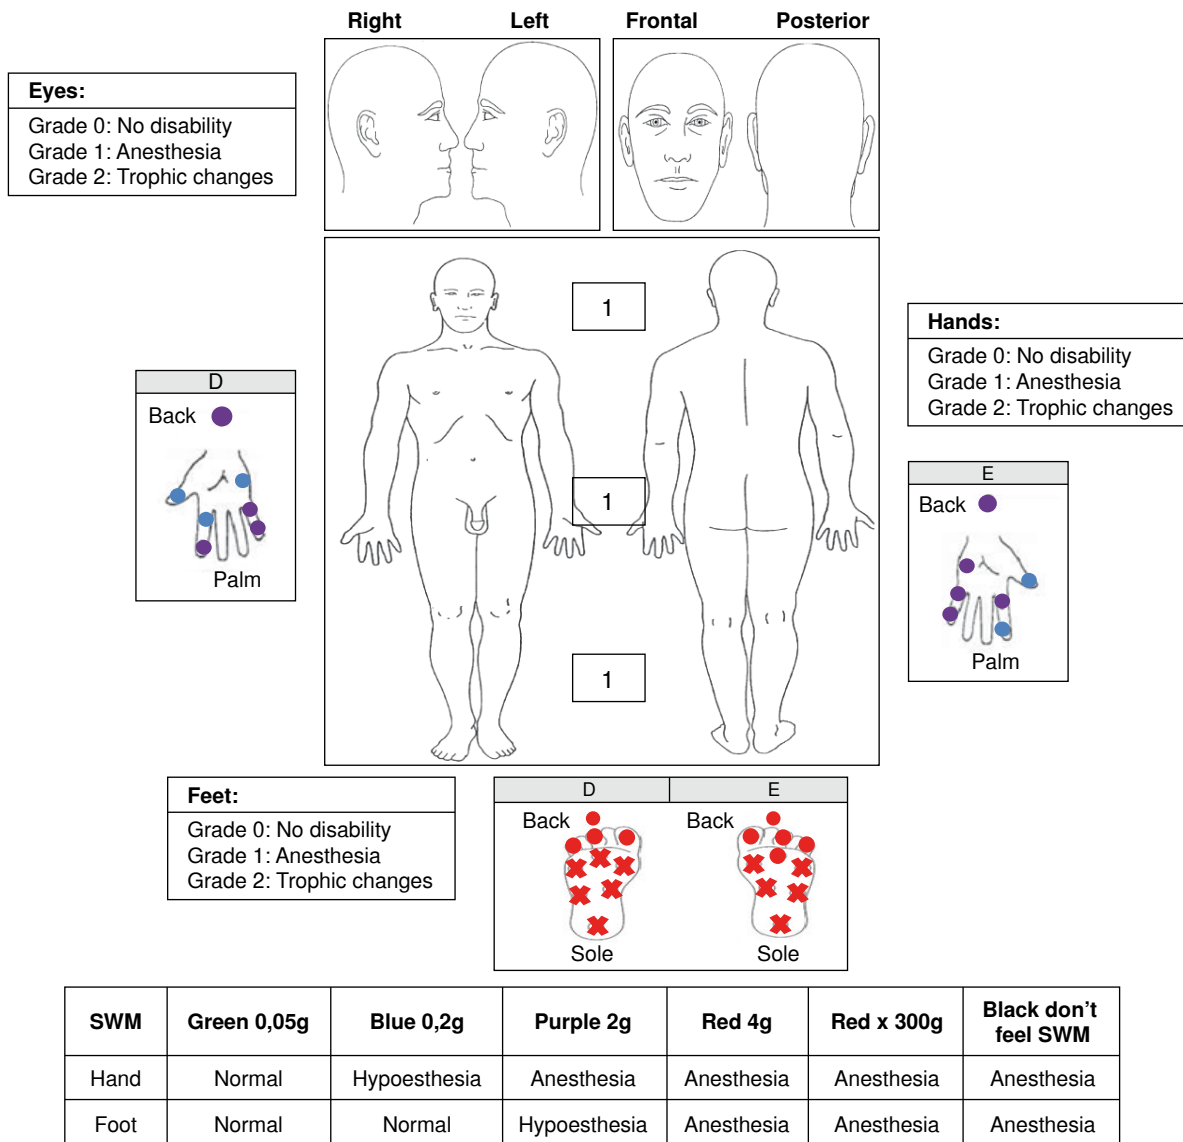 Right Left Frontal Posterior
Eyes:
Grade 0: No disability
Grade 1: Anesthesia
Grade 2: Trophic changes
1
Hands:
Grade 0: No disability
Grade 1: Anesthesia
Grade 2: Trophic changes
D
Back
Palm
1
E
Back
Palm
1
Feet:
Grade 0: No disability
Grade 1: Anesthesia
Grade 2: Trophic changes
D E
Back Back
Sole Sole
SWM Green 0,05g Blue 0,2g Purple 2g Red 4g Red x 300g Black don't
feel SWM
Hand Normal Hypoesthesia Anesthesia Anesthesia Anesthesia Anesthesia
Foot Normal Normal Hypoesthesia Anesthesia Anesthesia Anesthesia